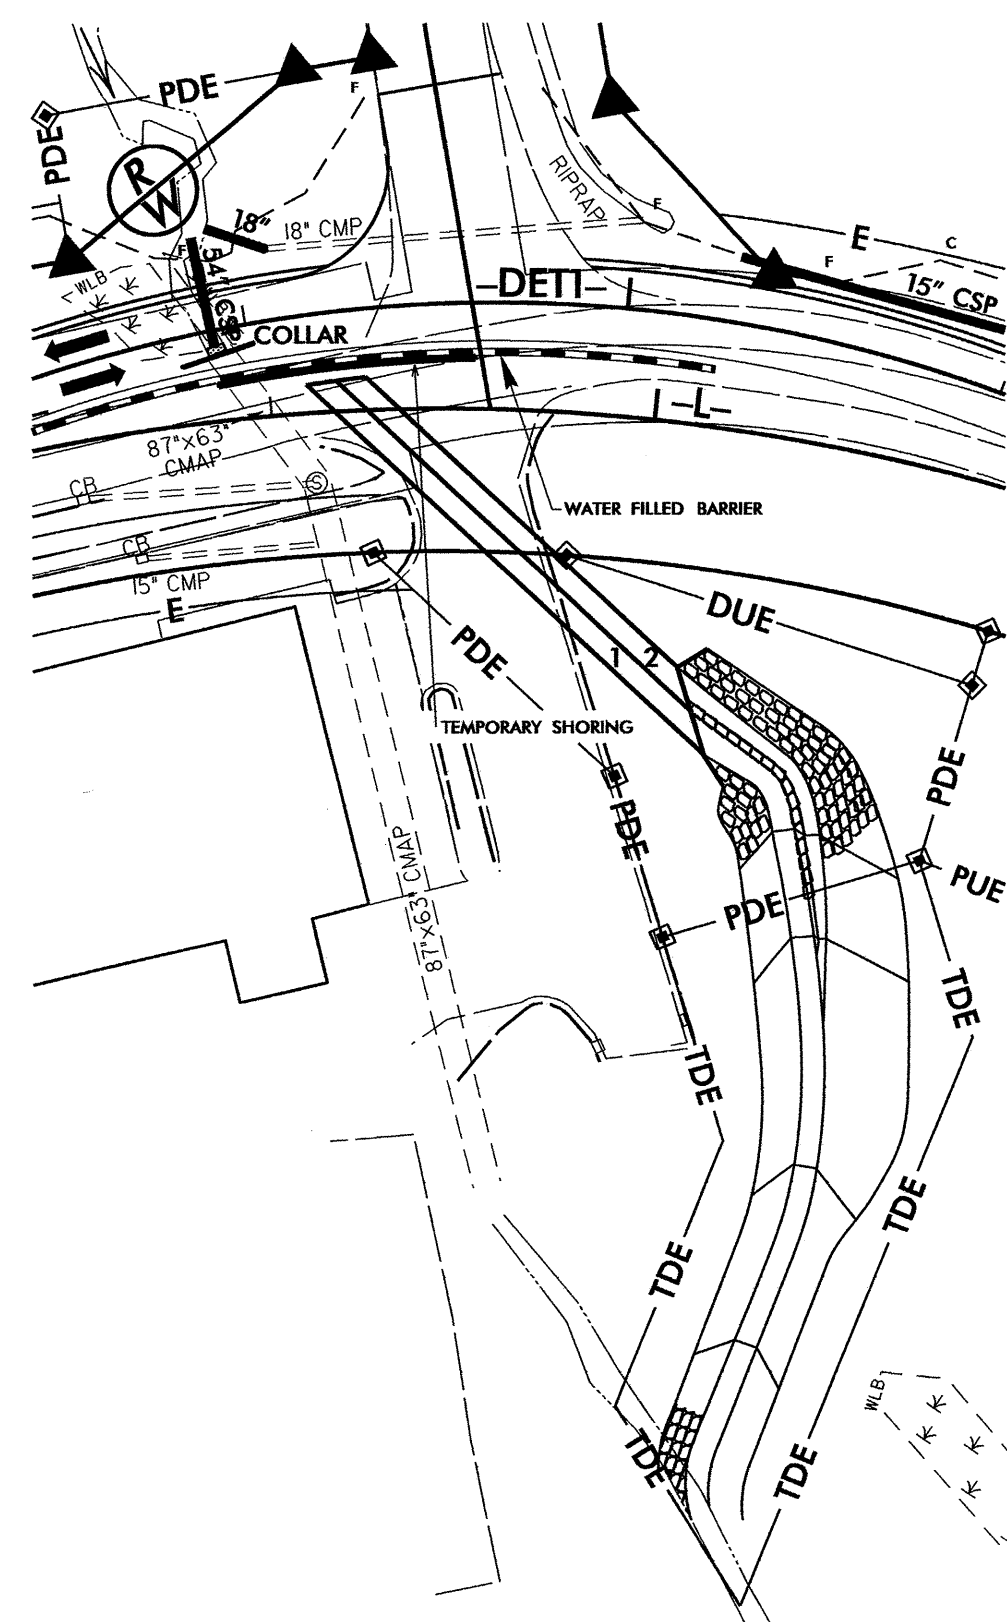 PDE
F
PDE
R
W
18"
18" CMP
RIPRAP
F
E
C
F
F
WLB
54" CSP
15" CSP
-DET1-
COLLAR
-L-
87"x63"
CMAP
CB
S
WATER FILLED BARRIER
CB
15" CMP
E
DUE
PDE
1 2
TEMPORARY SHORING
PDE
PDE
87"x63" CMAP
PDE
PUE
TDE
TDE
TDE
TDE
WLB
TDE
TDE